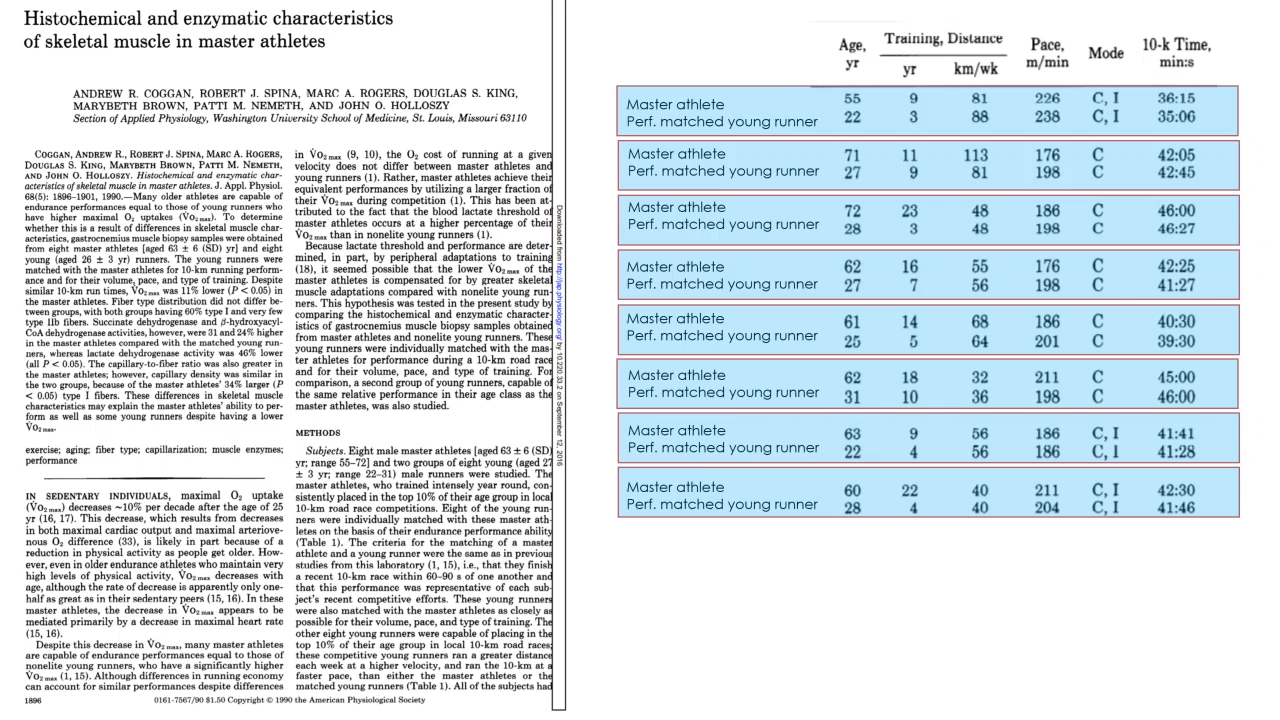 Histochemical and enzymatic characteristics
of skeletal muscle in master athletes
ANDREW R. COGGAN, ROBERT J. SPINA, MARC A. ROGERS, DOUGLAS S. KING,
MARYBETH BROWN, PATTI M. NEMETH, AND JOHN O. HOLLOSZY
Section of Applied Physiology, Washington University School of Medicine, St. Louis, Missouri 63110
COGGAN, ANDREW R., ROBERT J. SPINA, MARC A. ROGERS,
DOUGLAS S. KING, MARYBETH BROWN, PATTI M. NEMETH,
AND JOHN O. HOLLOSZY. Histochemical and enzymatic char-
acteristics of skeletal muscle in master athletes. J. Appl. Physiol.
68(5): 1896-1901, 1990.—Many older athletes are capable of
endurance performances equal to those of young runners who
have higher maximal O2 uptakes (V̇O2 max). To determine
whether this is a result of differences in skeletal muscle char-
acteristics, gastrocnemius muscle biopsy samples were obtained
from eight master athletes [aged 63 ± 6 (SD) yr] and eight
young (aged 26 ± 3 yr) runners. The young runners were
matched with the master athletes for 10-km running perform-
ance and for their volume, pace, and type of training. Despite
similar 10-km run times, V̇O2 max was 11% lower (P < 0.05) in
the master athletes. Fiber type distribution did not differ be-
tween groups, with both groups having 60% type I and very few
type IIb fibers. Succinate dehydrogenase and β-hydroxyacyl-
CoA dehydrogenase activities, however, were 31 and 24% higher
in the master athletes compared with the matched young run-
ners, whereas lactate dehydrogenase activity was 46% lower
(all P < 0.05). The capillary-to-fiber ratio was also greater in
the master athletes; however, capillary density was similar in
the two groups, because of the master athletes' 34% larger (P
< 0.05) type I fibers. These differences in skeletal muscle
characteristics may explain the master athletes' ability to per-
form as well as some young runners despite having a lower
V̇O2 max.
exercise; aging; fiber type; capillarization; muscle enzymes;
performance
IN SEDENTARY INDIVIDUALS, maximal O2 uptake
(V̇O2 max) decreases ~10% per decade after the age of 25
yr (16, 17). This decrease, which results from decreases
in both maximal cardiac output and maximal arteriove-
nous O2 difference (33), is likely in part because of a
reduction in physical activity as people get older. How-
ever, even in older endurance athletes who maintain very
high levels of physical activity, V̇O2 max decreases with
age, although the rate of decrease is apparently only one-
half as great as in their sedentary peers (15, 16). In these
master athletes, the decrease in V̇O2 max appears to be
mediated primarily by a decrease in maximal heart rate
(15, 16).
Despite this decrease in V̇O2 max, many master athletes
are capable of endurance performances equal to those of
nonelite young runners, who have a significantly higher
V̇O2 max (1, 15). Although differences in running economy
can account for similar performances despite differences
in V̇O2 max (9, 10), the O2 cost of running at a given
velocity does not differ between master athletes and
young runners (1). Rather, master athletes achieve their
equivalent performances by utilizing a larger fraction of
their V̇O2 max during competition (1). This has been at-
tributed to the fact that the blood lactate threshold of
master athletes occurs at a higher percentage of their
V̇O2 max than in nonelite young runners (1).
Because lactate threshold and performance are deter-
mined, in part, by peripheral adaptations to training
(18), it seemed possible that the lower V̇O2 max of the
master athletes is compensated for by greater skeletal
muscle adaptations compared with nonelite young run-
ners. This hypothesis was tested in the present study by
comparing the histochemical and enzymatic character-
istics of gastrocnemius muscle biopsy samples obtained
from master athletes and nonelite young runners. These
young runners were individually matched with the mas-
ter athletes for performance during a 10-km road race
and for their volume, pace, and type of training. For
comparison, a second group of young runners, capable of
the same relative performance in their age class as the
master athletes, was also studied.
METHODS
Subjects. Eight male master athletes [aged 63 ± 6 (SD)
yr; range 55-72] and two groups of eight young (aged 27
± 3 yr; range 22-31) male runners were studied. The
master athletes, who trained intensely year round, con-
sistently placed in the top 10% of their age group in local
10-km road race competitions. Eight of the young run-
ners were individually matched with these master ath-
letes on the basis of their endurance performance ability
(Table 1). The criteria for the matching of a master
athlete and a young runner were the same as in previous
studies from this laboratory (1, 15), i.e., that they finish
a recent 10-km race within 60-90 s of one another and
that this performance was representative of each sub-
ject's recent competitive efforts. These young runners
were also matched with the master athletes as closely as
possible for their volume, pace, and type of training. The
other eight young runners were capable of placing in the
top 10% of their age group in local 10-km road races;
these competitive young runners ran a greater distance
each week at a higher velocity, and ran the 10-km at a
faster pace, than either the master athletes or the
matched young runners (Table 1). All of the subjects had
1896
0161-7567/90 $1.50 Copyright © 1990 the American Physiological Society
Downloaded from http://jap.physiology.org/ by 10.220.33.2 on September 12, 2016
Age, yr Training, yr Distance km/wk Pace, m/min Mode 10-k Time, min:s
Master athlete 55 9 81 226 C, I 36:15
Perf. matched young runner 22 3 88 238 C, I 35:06
Master athlete 71 11 113 176 C 42:05
Perf. matched young runner 27 9 81 198 C 42:45
Master athlete 72 23 48 186 C 46:00
Perf. matched young runner 28 3 48 198 C 46:27
Master athlete 62 16 55 176 C 42:25
Perf. matched young runner 27 7 56 198 C 41:27
Master athlete 61 14 68 186 C 40:30
Perf. matched young runner 25 5 64 201 C 39:30
Master athlete 62 18 32 211 C 45:00
Perf. matched young runner 31 10 36 198 C 46:00
Master athlete 63 9 56 186 C, I 41:41
Perf. matched young runner 22 4 56 186 C, I 41:28
Master athlete 60 22 40 211 C, I 42:30
Perf. matched young runner 28 4 40 204 C, I 41:46